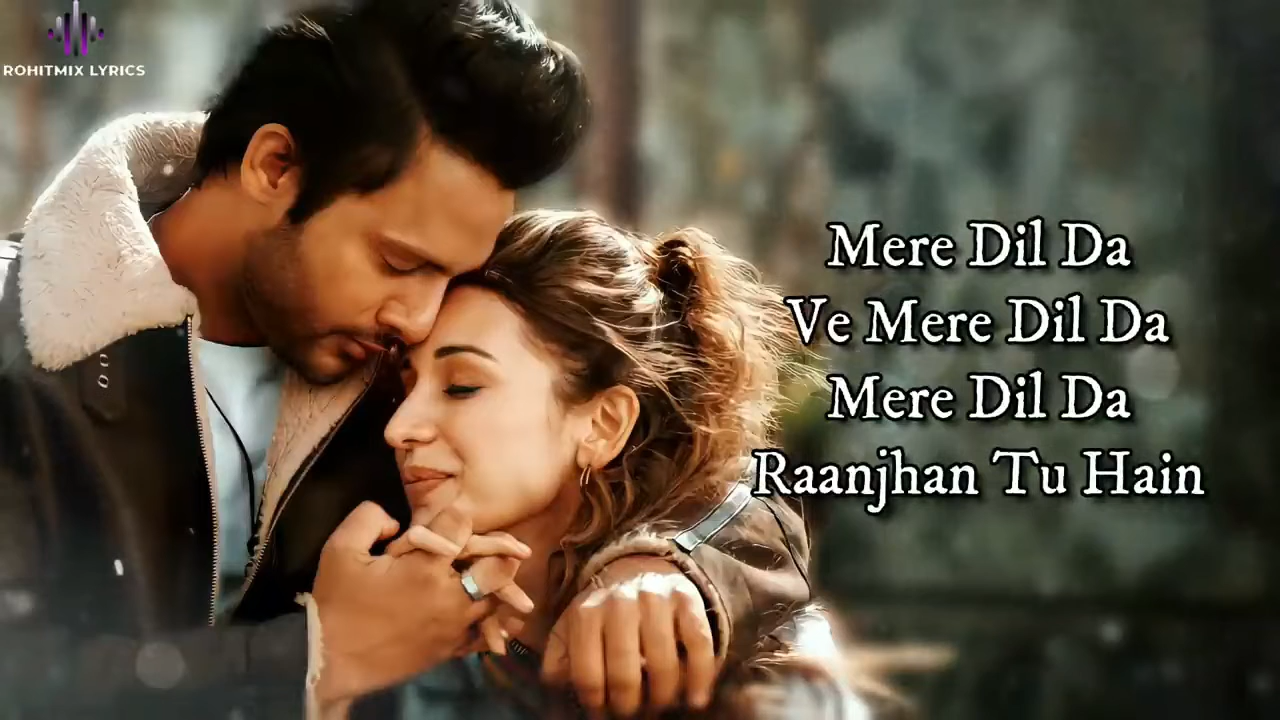 ROHITMIX LYRICS
Mere Dil Da
Ve Mere Dil Da
Mere Dil Da
Raanjhan Tu Hain